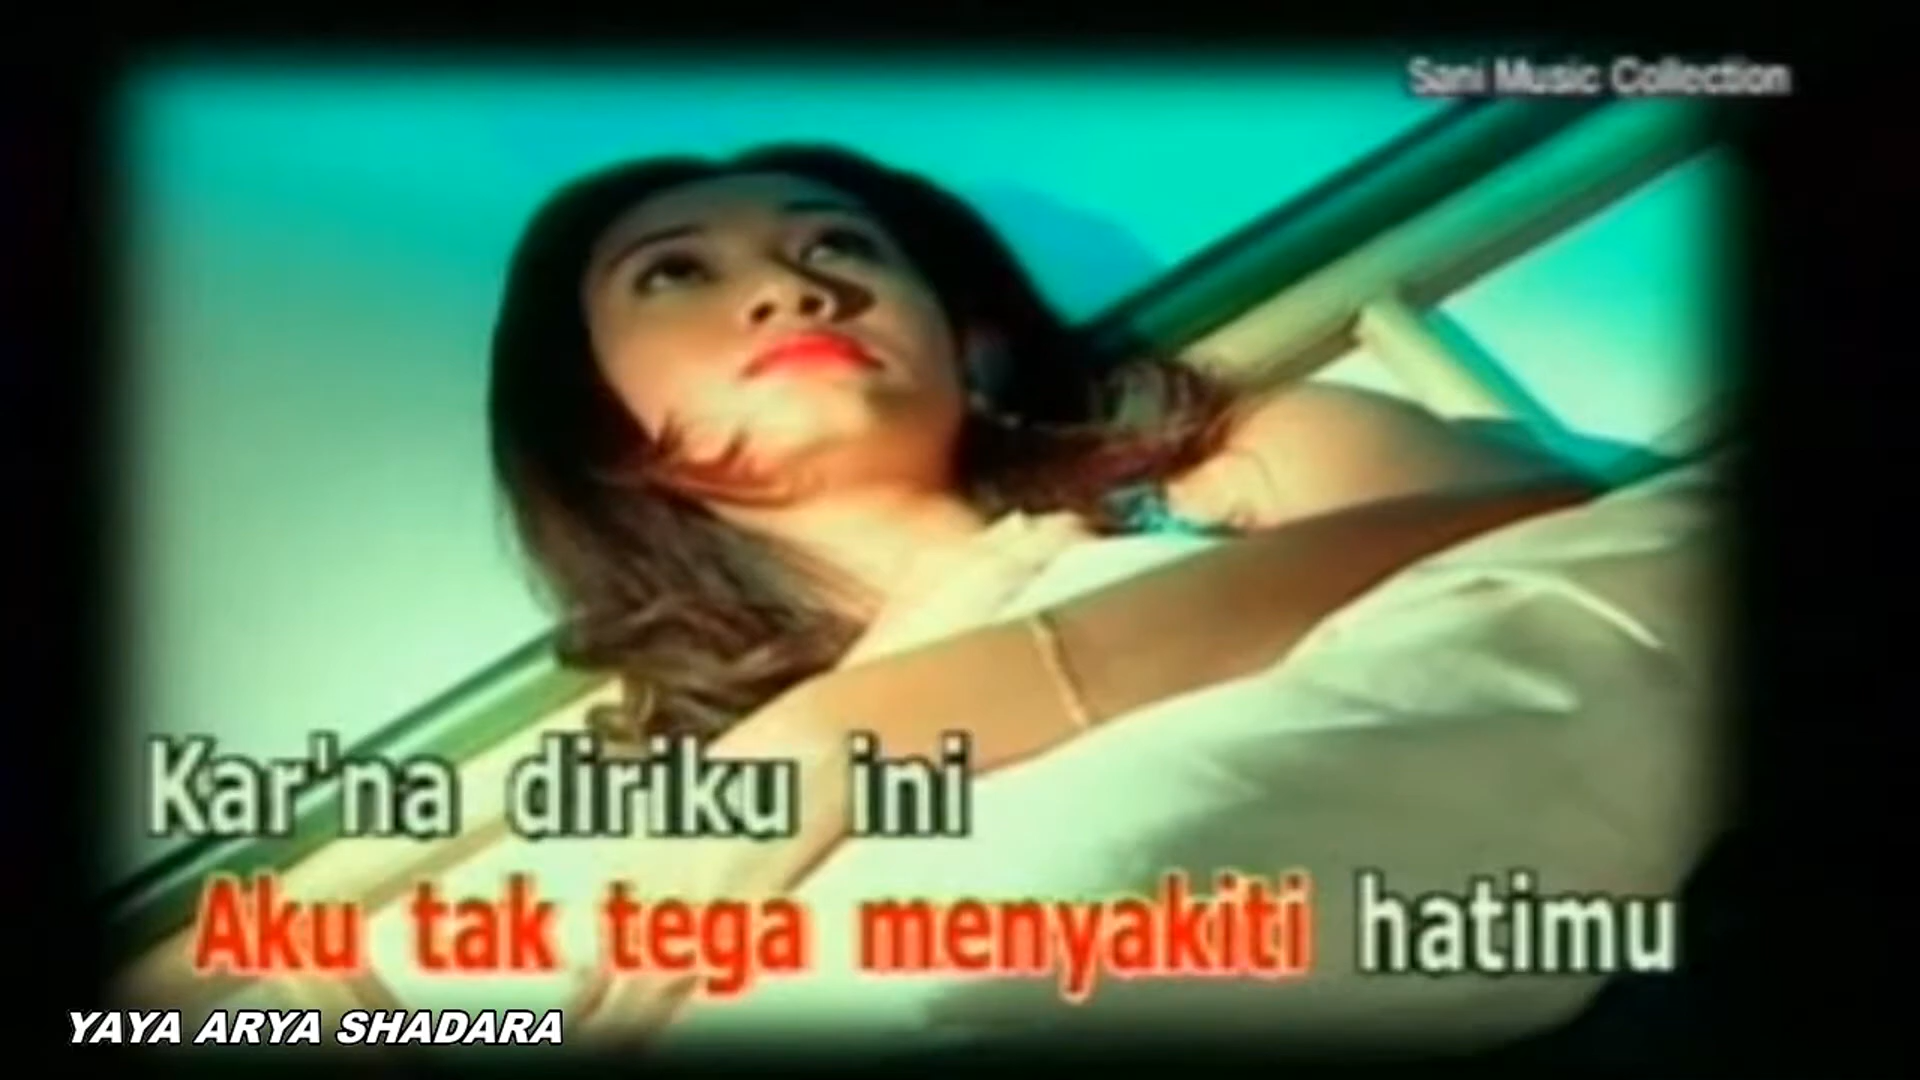 Sani Music Collection
Kar'na diriku ini
Aku tak tega menyakiti hatimu
YAYA ARYA SHADARA